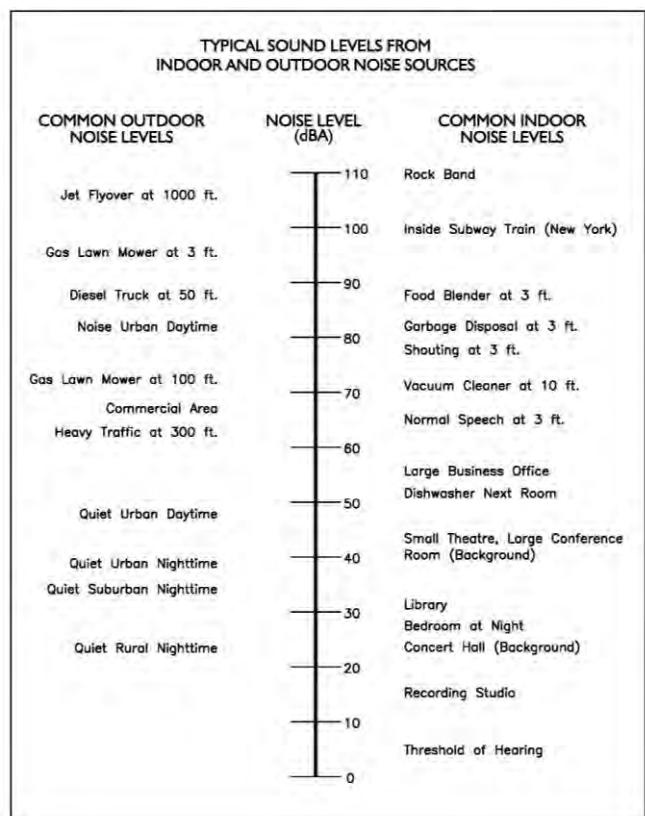 TYPICAL SOUND LEVELS FROM
INDOOR AND OUTDOOR NOISE SOURCES
COMMON OUTDOOR
NOISE LEVELS
NOISE LEVEL
(dBA)
COMMON INDOOR
NOISE LEVELS
110
Rock Band
Jet Flyover at 1000 ft.
100
Inside Subway Train (New York)
Gas Lawn Mower at 3 ft.
90
Diesel Truck at 50 ft.
Food Blender at 3 ft.
Noise Urban Daytime
Garbage Disposal at 3 ft.
80
Shouting at 3 ft.
Gas Lawn Mower at 100 ft.
Vacuum Cleaner at 10 ft.
70
Commercial Area
Normal Speech at 3 ft.
Heavy Traffic at 300 ft.
60
Large Business Office
Dishwasher Next Room
50
Quiet Urban Daytime
Small Theatre, Large Conference
Room (Background)
40
Quiet Urban Nighttime
Quiet Suburban Nighttime
30
Library
Bedroom at Night
Quiet Rural Nighttime
Concert Hall (Background)
20
Recording Studio
10
Threshold of Hearing
0